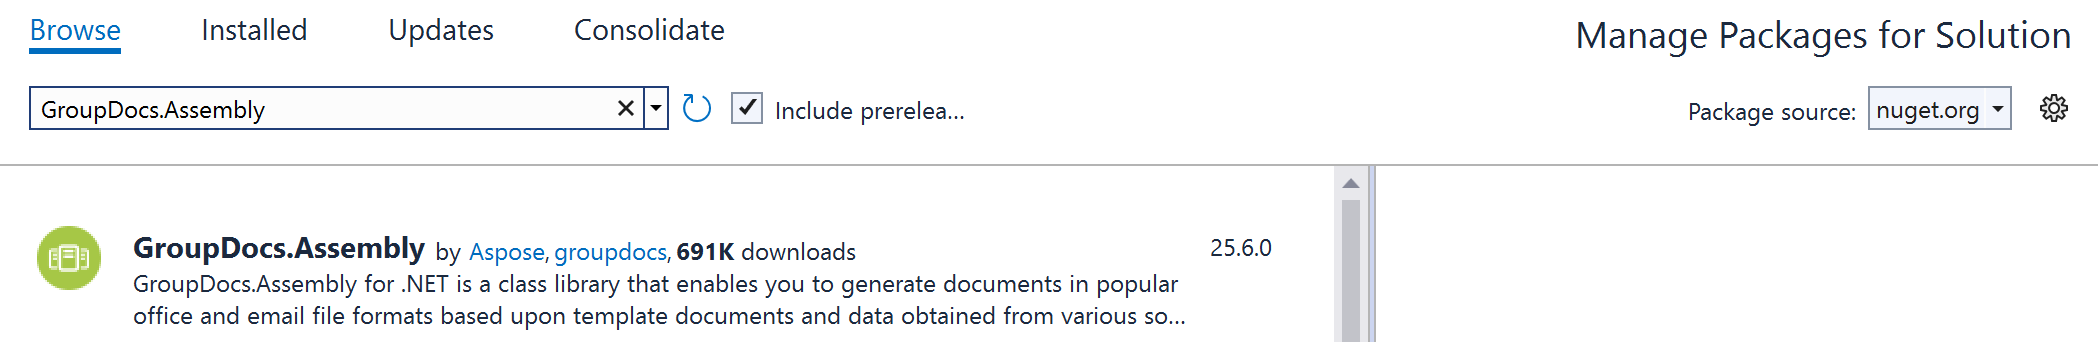 Browse Installed Updates Consolidate Manage Packages for Solution
GroupDocs.Assembly Include prerelea... Package source: nuget.org
GroupDocs.Assembly by Aspose, groupdocs, 691K downloads 25.6.0
GroupDocs.Assembly for .NET is a class library that enables you to generate documents in popular
office and email file formats based upon template documents and data obtained from various so...